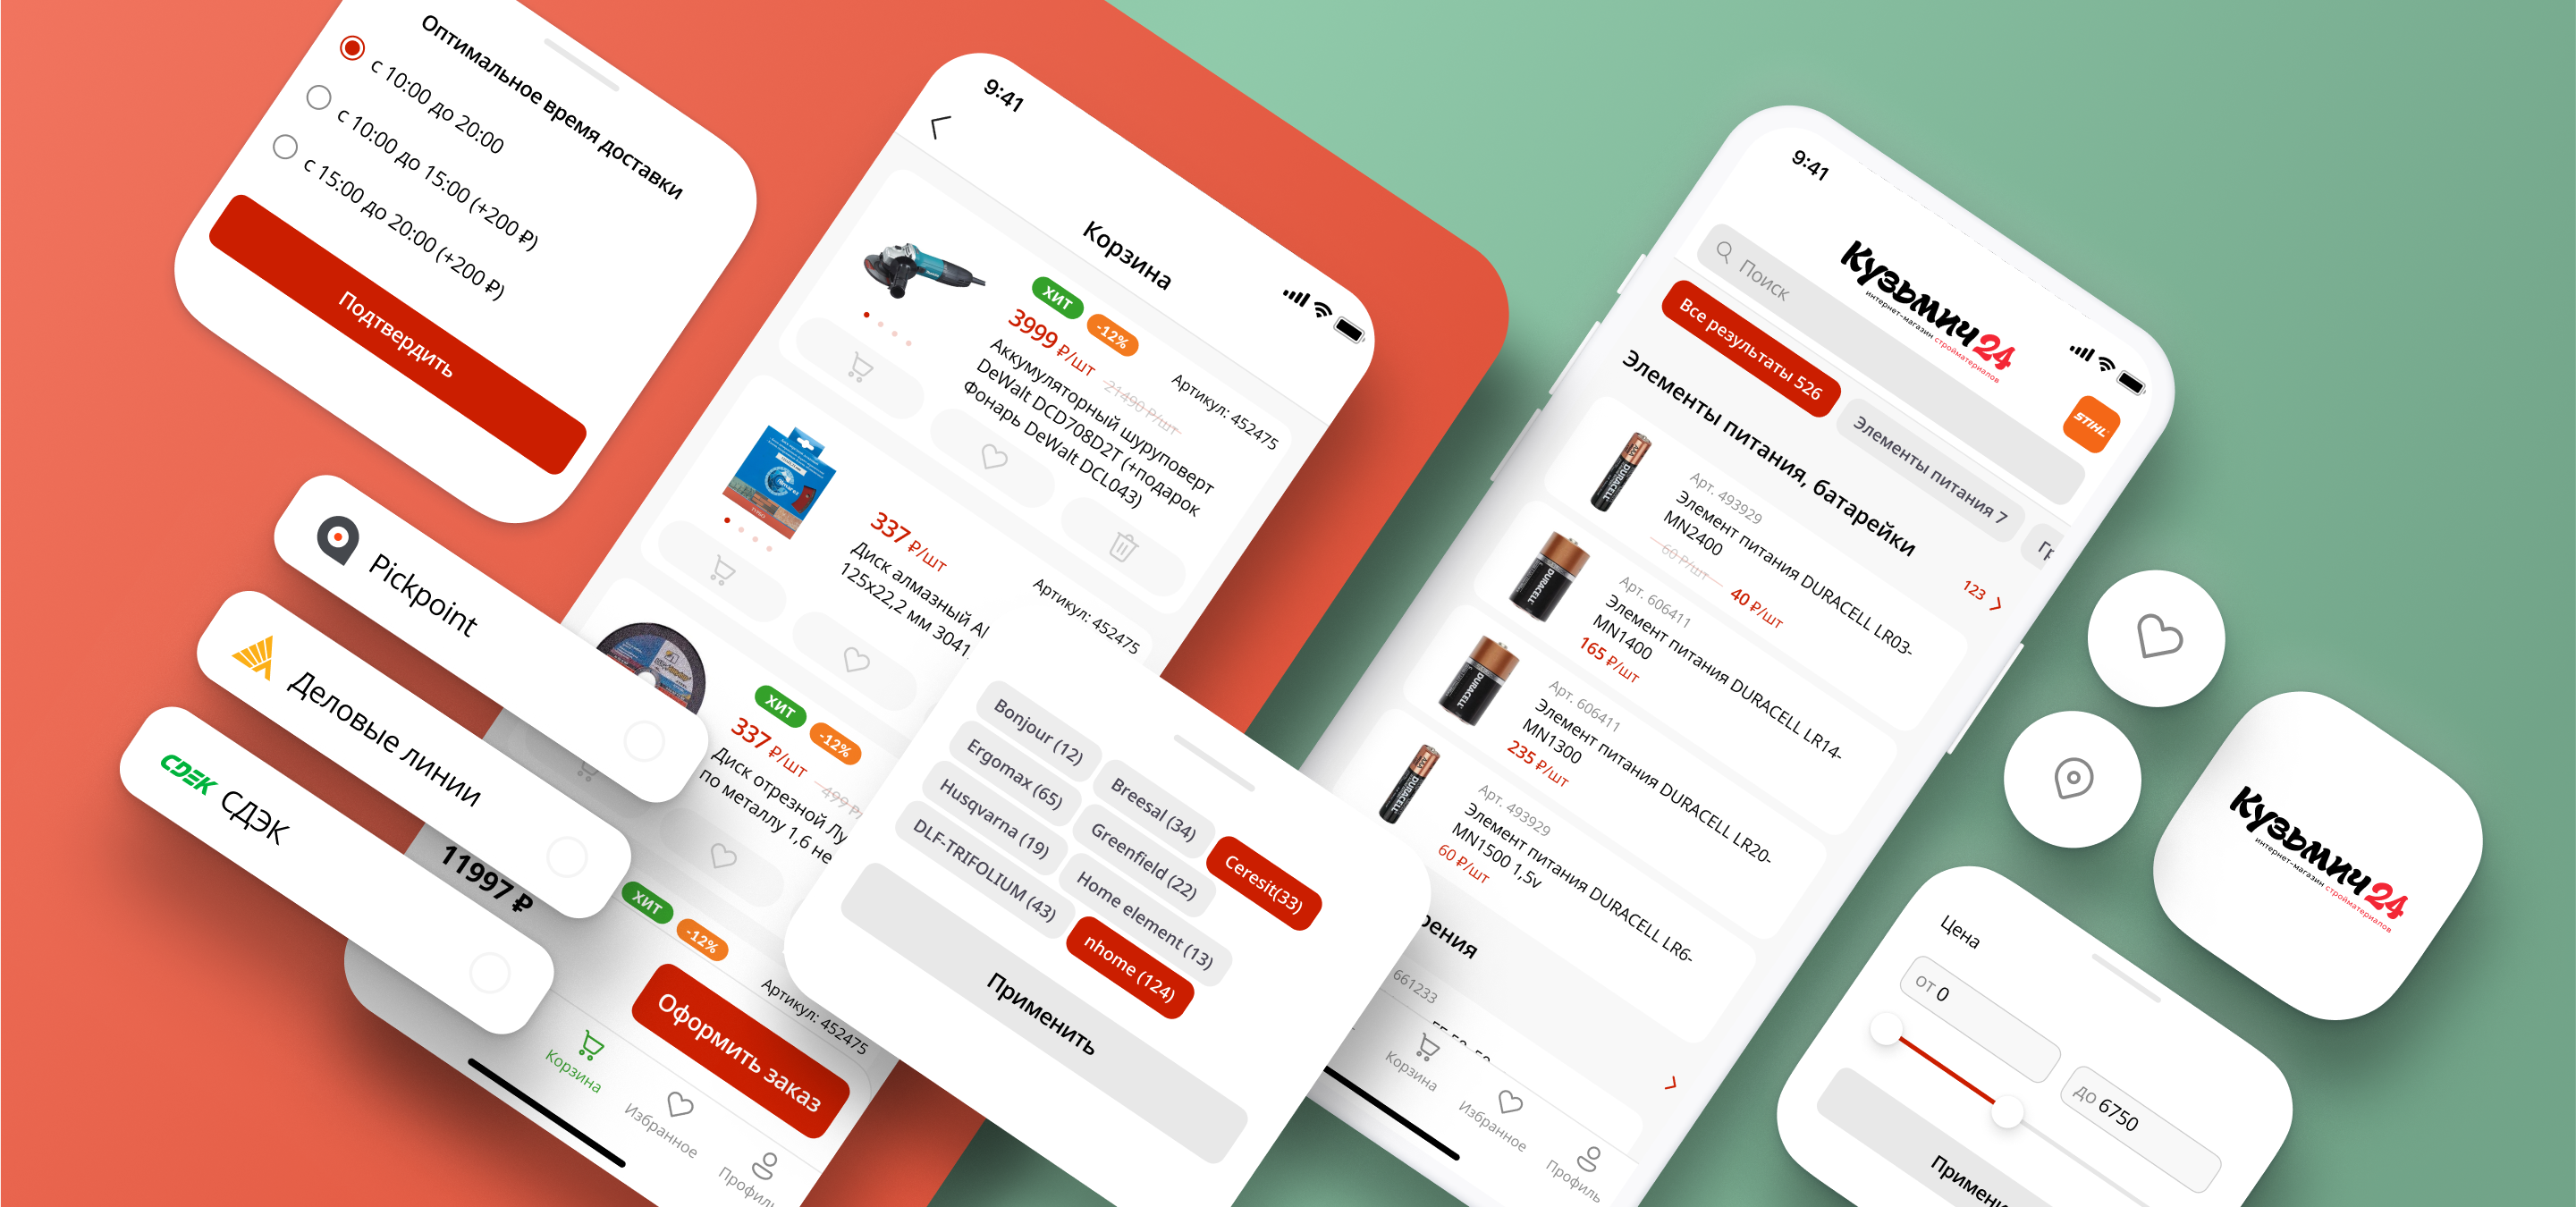 Оптимальное время доставки
с 10:00 до 20:00
с 10:00 до 15:00 (+200 ₽)
с 15:00 до 20:00 (+200 ₽)
Подтвердить
Pickpoint
Деловые линии
CDEK СДЭК
9:41
Корзина
ХИТ -12%
3999 ₽/шт 21490 ₽/шт
Артикул: 452475
Аккумуляторный шуруповерт
DeWalt DCD708D2T (+подарок
Фонарь DeWalt DCL043)
337 ₽/шт
Артикул: 452475
Диск алмазный Al
125x22,2 мм 3041.
ХИТ -12%
337 ₽/шт 499 ₽/
Диск отрезной Лу
по металлу 1,6 не
ХИТ -12%
Артикул: 452475
11997 ₽
Оформить заказ
Корзина
Избранное
Профиль
Bonjour (12)
Breesal (34)
Ceresit(33)
Ergomax (65)
Greenfield (22)
Husqvarna (19)
Home element (13)
DLF-TRIFOLIUM (43)
nhome (124)
Применить
9:41
Кузьмич24
интернет-магазин стройматериалов
Поиск
STIHL
Все результаты 526
Элементы питания 7
Гр
Элементы питания, батарейки
123
DURACELL
Арт. 493929
Элемент питания DURACELL LR03-
MN2400
60 ₽/шт 40 ₽/шт
DURACELL
Арт. 606411
Элемент питания DURACELL LR14-
MN1400
165 ₽/шт
DURACELL
Арт. 606411
Элемент питания DURACELL LR20-
MN1300
235 ₽/шт
DURACELL
Арт. 493929
Элемент питания DURACELL LR6-
MN1500 1,5v
60 ₽/шт
рения
661233
Корзина
Избранное
Профиль
Кузьмич24
интернет-магазин стройматериалов
Цена
от 0
до 6750
Примени